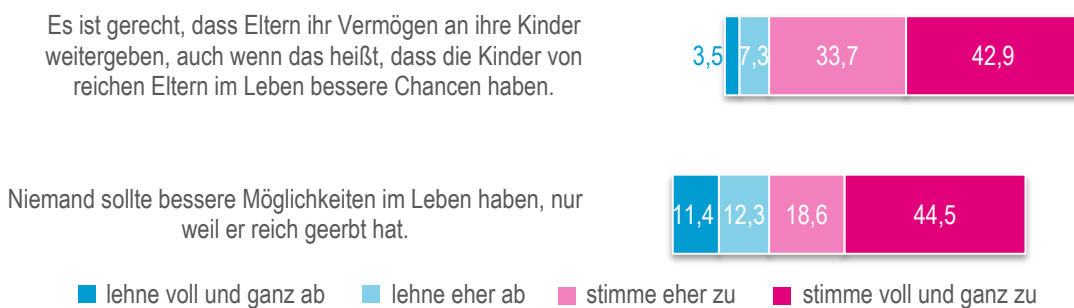 Es ist gerecht, dass Eltern ihr Vermögen an ihre Kinder
weitergeben, auch wenn das heißt, dass die Kinder von
reichen Eltern im Leben bessere Chancen haben.
3,5 7,3 33,7 42,9
Niemand sollte bessere Möglichkeiten im Leben haben, nur
weil er reich geerbt hat.
11,4 12,3 18,6 44,5
lehne voll und ganz ab lehne eher ab stimme eher zu stimme voll und ganz zu